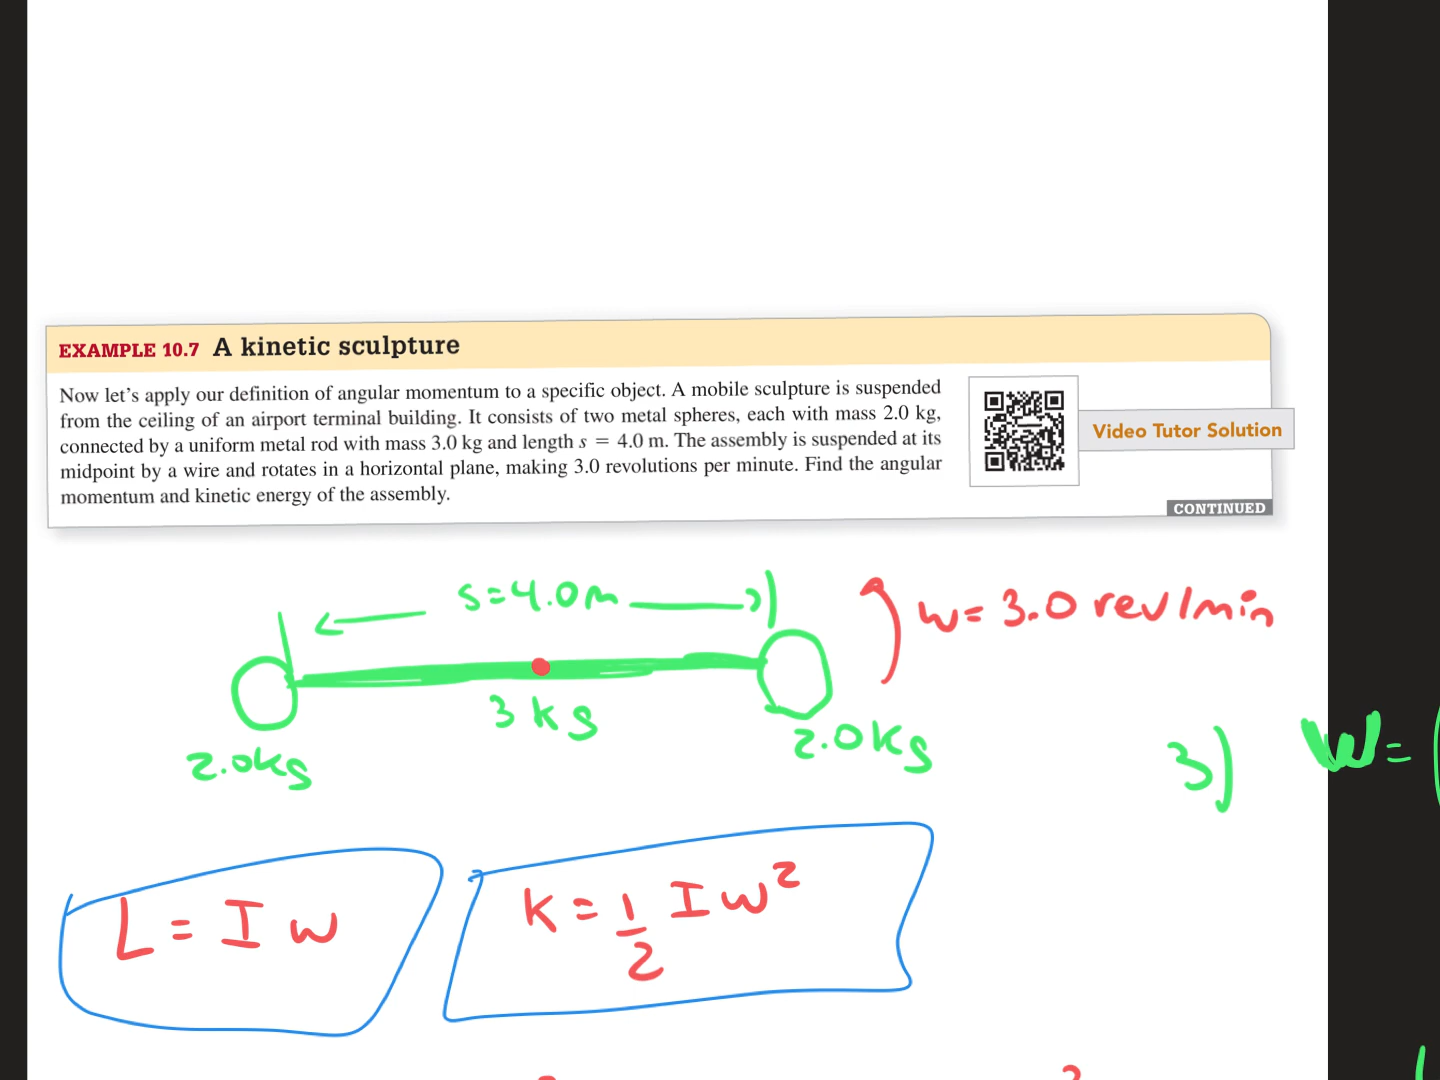 EXAMPLE 10.7 A kinetic sculpture
Now let's apply our definition of angular momentum to a specific object. A mobile sculpture is suspended
from the ceiling of an airport terminal building. It consists of two metal spheres, each with mass 2.0 kg,
connected by a uniform metal rod with mass 3.0 kg and length s = 4.0 m. The assembly is suspended at its
midpoint by a wire and rotates in a horizontal plane, making 3.0 revolutions per minute. Find the angular
momentum and kinetic energy of the assembly.
Video Tutor Solution
CONTINUED
s=4.0m
w= 3.0 rev/min
3 kg
2.0kg
2.0kg
3) w=
L = I w
K = 1/2 I w²